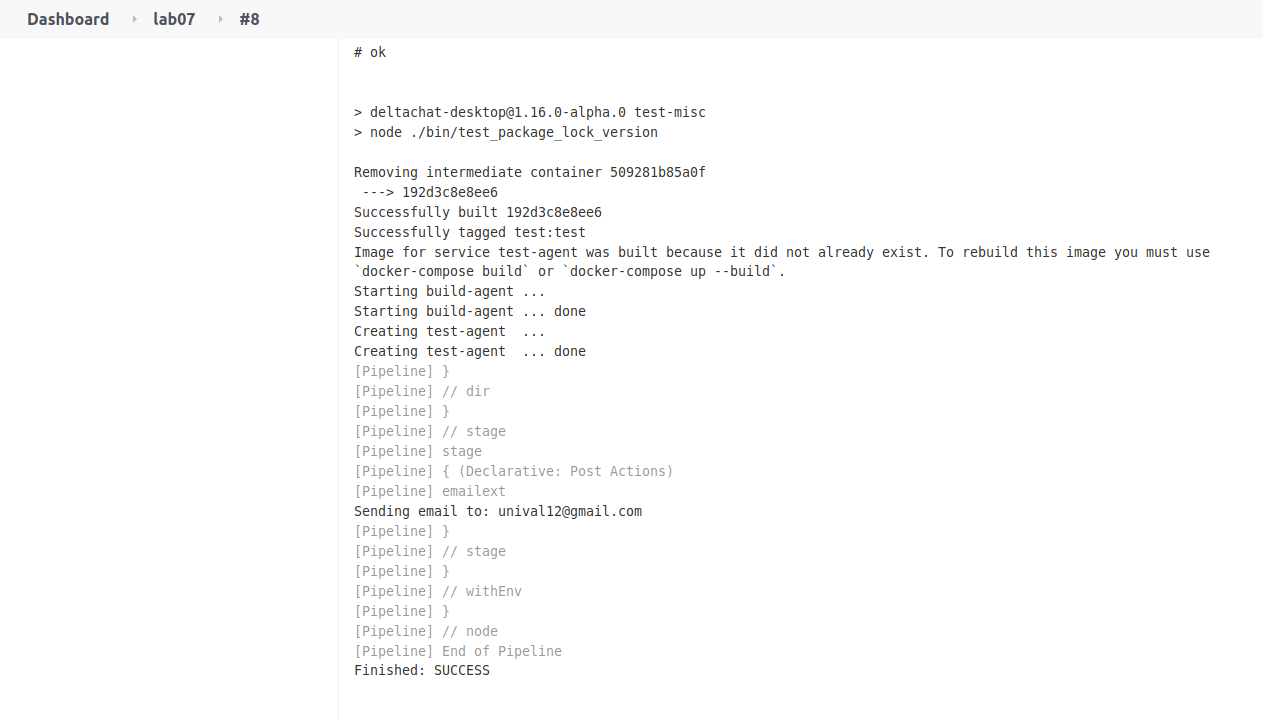 Dashboard lab07 #8
# ok
> deltachat-desktop@1.16.0-alpha.0 test-misc
> node ./bin/test_package_lock_version
Removing intermediate container 509281b85a0f
 ---> 192d3c8e8ee6
Successfully built 192d3c8e8ee6
Successfully tagged test:test
Image for service test-agent was built because it did not already exist. To rebuild this image you must use
`docker-compose build` or `docker-compose up --build`.
Starting build-agent ...
Starting build-agent ... done
Creating test-agent  ...
Creating test-agent  ... done
[Pipeline] }
[Pipeline] // dir
[Pipeline] }
[Pipeline] // stage
[Pipeline] stage
[Pipeline] { (Declarative: Post Actions)
[Pipeline] emailext
Sending email to: unival12@gmail.com
[Pipeline] }
[Pipeline] // stage
[Pipeline] }
[Pipeline] // withEnv
[Pipeline] }
[Pipeline] // node
[Pipeline] End of Pipeline
Finished: SUCCESS